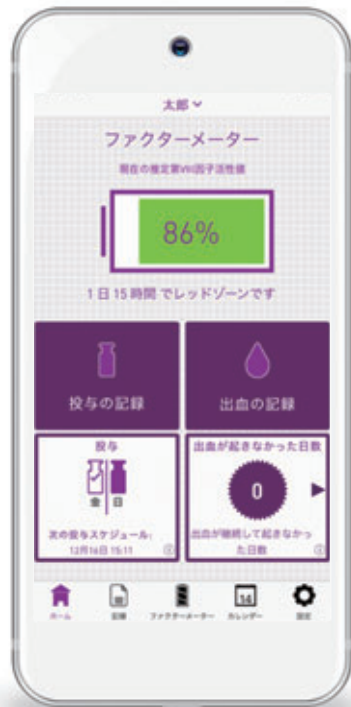 太郎
ファクターメーター
現在の推定第VIII因子活性値
86%
1日15時間 でレッドゾーンです
投与の記録
出血の記録
投与
金 日
次の投与スケジュール:
12月16日 15:11
出血が起きなかった日数
0
出血が継続して起きなかっ
た日数
ホーム
記録
ファクターメーター
14
カレンダー
設定